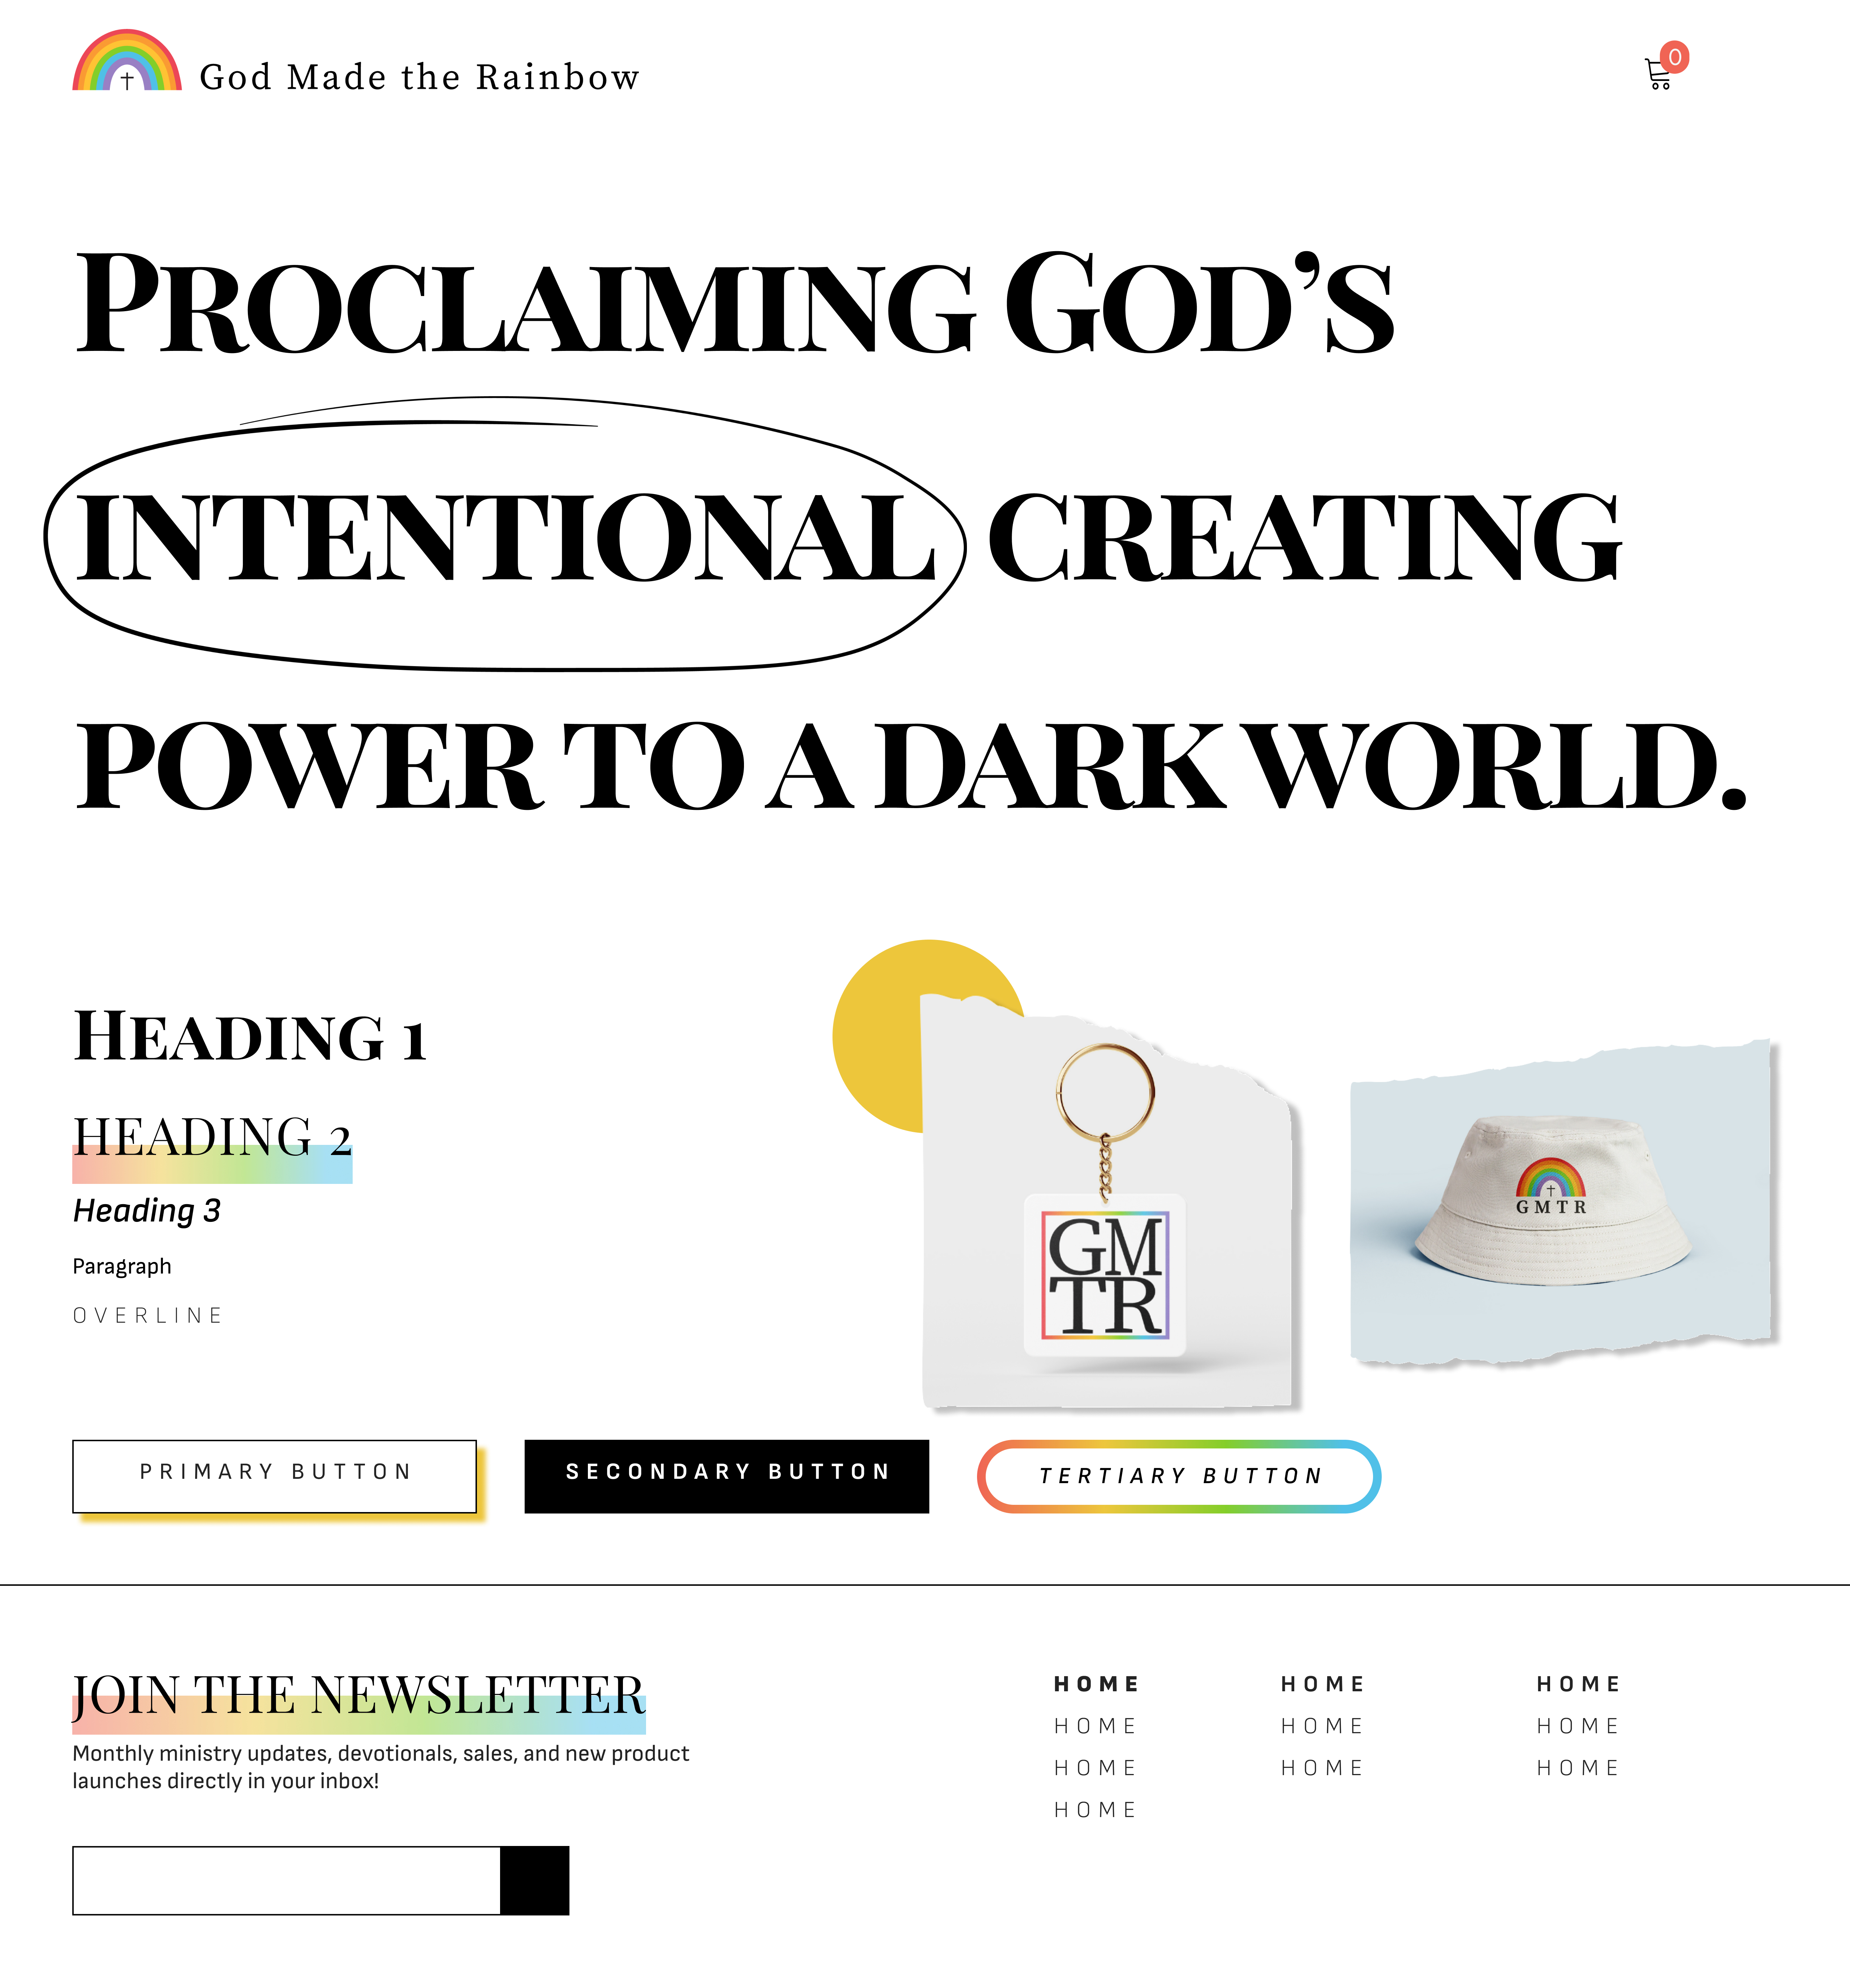 God Made the Rainbow
0
PROCLAIMING GOD’S
INTENTIONAL CREATING
POWER TO A DARK WORLD.
HEADING 1
HEADING 2
Heading 3
Paragraph
OVERLINE
GM
TR
GMTR
PRIMARY BUTTON
SECONDARY BUTTON
TERTIARY BUTTON
JOIN THE NEWSLETTER
Monthly ministry updates, devotionals, sales, and new product
launches directly in your inbox!
HOME
HOME
HOME
HOME
HOME
HOME
HOME
HOME
HOME
HOME